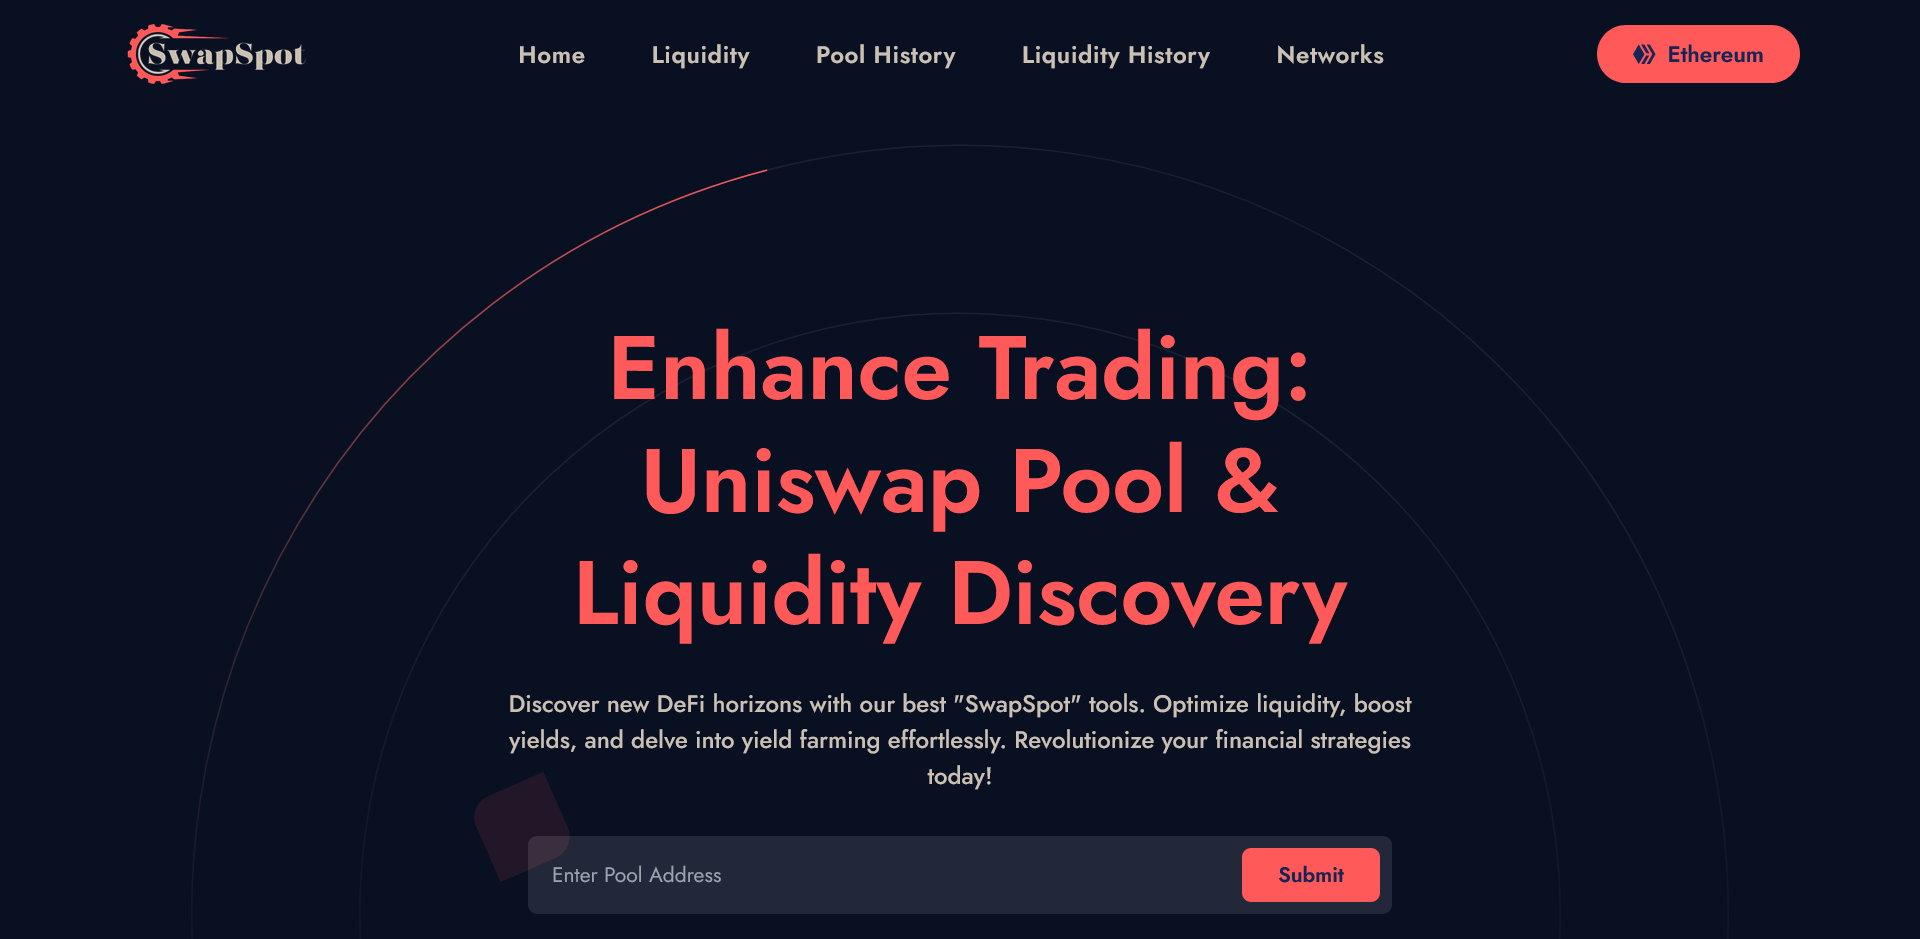 SwapSpot
Home
Liquidity
Pool History
Liquidity History
Networks
Ethereum
Enhance Trading:
Uniswap Pool &
Liquidity Discovery
Discover new DeFi horizons with our best "SwapSpot" tools. Optimize liquidity, boost
yields, and delve into yield farming effortlessly. Revolutionize your financial strategies
today!
Enter Pool Address
Submit